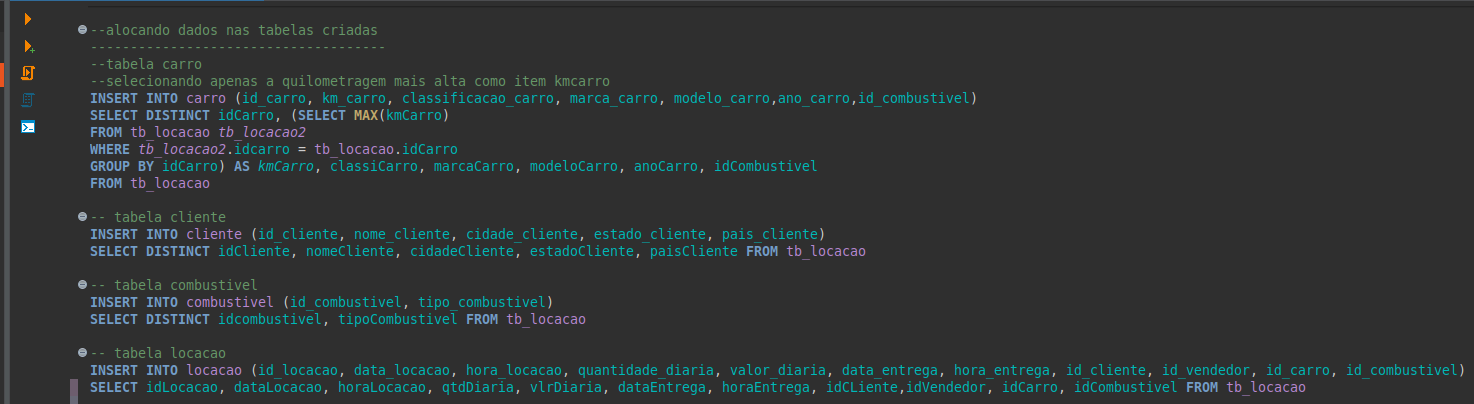 --alocando dados nas tabelas criadas
-------------------------------------
--tabela carro
--selecionando apenas a quilometragem mais alta como item kmcarro
INSERT INTO carro (id_carro, km_carro, classificacao_carro, marca_carro, modelo_carro,ano_carro,id_combustivel)
SELECT DISTINCT idCarro, (SELECT MAX(kmCarro)
FROM tb_locacao tb_locacao2
WHERE tb_locacao2.idcarro = tb_locacao.idCarro
GROUP BY idCarro) AS kmCarro, classiCarro, marcaCarro, modeloCarro, anoCarro, idCombustivel
FROM tb_locacao
-- tabela cliente
INSERT INTO cliente (id_cliente, nome_cliente, cidade_cliente, estado_cliente, pais_cliente)
SELECT DISTINCT idCliente, nomeCliente, cidadeCliente, estadoCliente, paisCliente FROM tb_locacao
-- tabela combustivel
INSERT INTO combustivel (id_combustivel, tipo_combustivel)
SELECT DISTINCT idcombustivel, tipoCombustivel FROM tb_locacao
-- tabela locacao
INSERT INTO locacao (id_locacao, data_locacao, hora_locacao, quantidade_diaria, valor_diaria, data_entrega, hora_entrega, id_cliente, id_vendedor, id_carro, id_combustivel)
SELECT idLocacao, dataLocacao, horaLocacao, qtdDiaria, vlrDiaria, dataEntrega, horaEntrega, idCLiente,idVendedor, idCarro, idCombustivel FROM tb_locacao